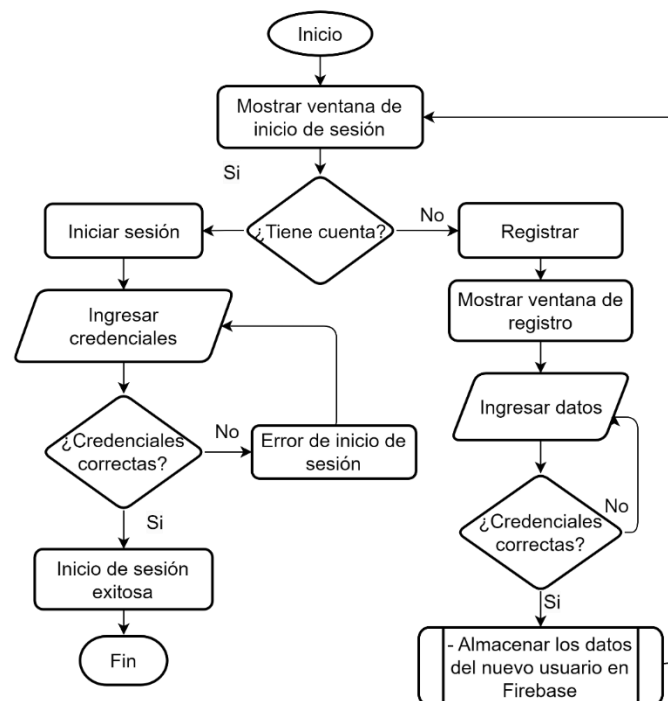 Inicio
Mostrar ventana de
inicio de sesión
Si
¿Tiene cuenta?
No
Iniciar sesión
Registrar
Ingresar
credenciales
Mostrar ventana de
registro
Ingresar datos
¿Credenciales
correctas?
No
Error de inicio de
sesión
Si
Inicio de sesión
exitosa
Fin
¿Credenciales
correctas?
No
Si
- Almacenar los datos
del nuevo usuario en
Firebase